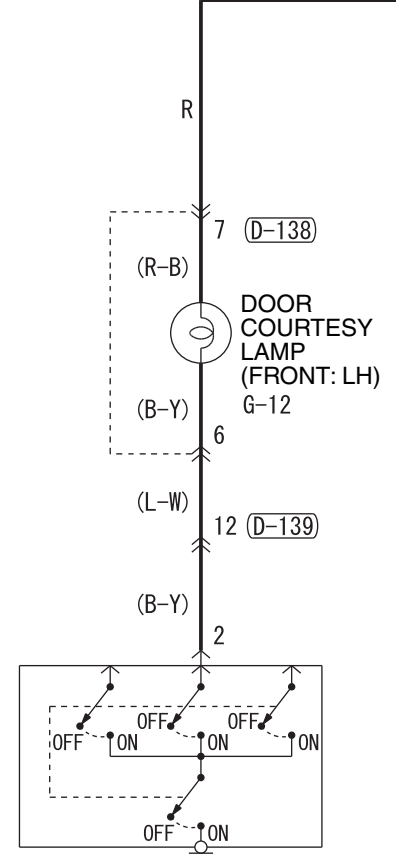 R
7 (D-138)
(R-B)
DOOR
COURTESY
LAMP
(FRONT: LH)
G-12
(B-Y)
6
(L-W)
12 (D-139)
(B-Y)
2
OFF ON
OFF ON
OFF ON
OFF ON